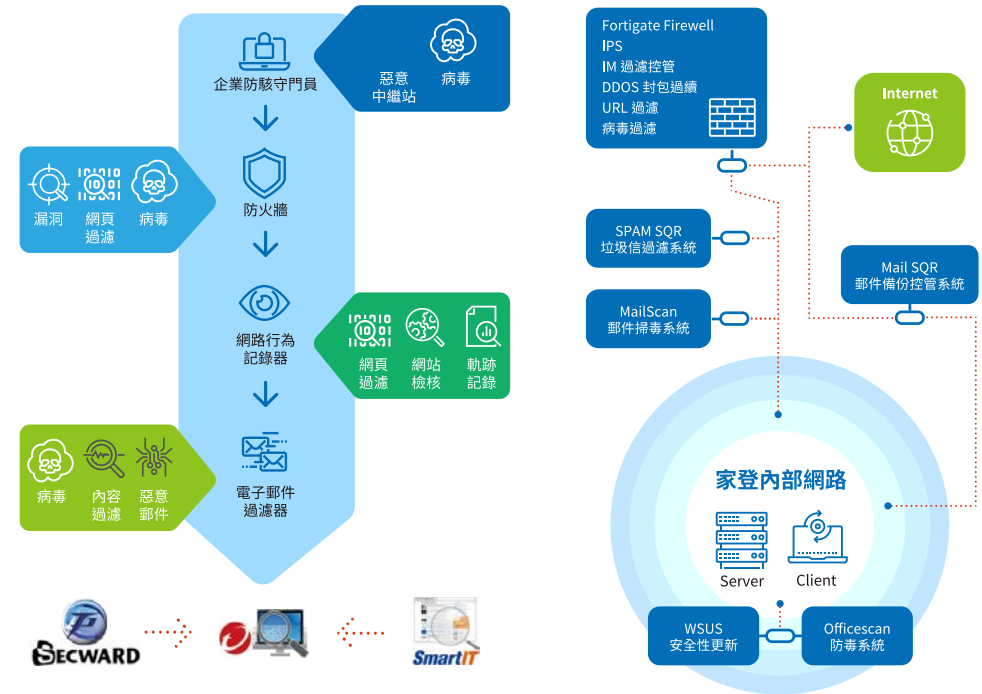 企業防駭守門員
惡意
中繼站
病毒
防火牆
漏洞
網頁
過濾
病毒
網路行為
記錄器
網頁
過濾
網站
檢核
軌跡
記錄
電子郵件
過濾器
病毒
內容
過濾
惡意
郵件
SECWARD
SmartIT
Fortigate Firewell
IPS
IM 過濾控管
DDOS 封包過續
URL 過濾
病毒過濾
Internet
SPAM SQR
垃圾信過濾系統
Mail SQR
郵件備份控管系統
MailScan
郵件掃毒系統
家登內部網路
Server
Client
WSUS
安全性更新
Officescan
防毒系統